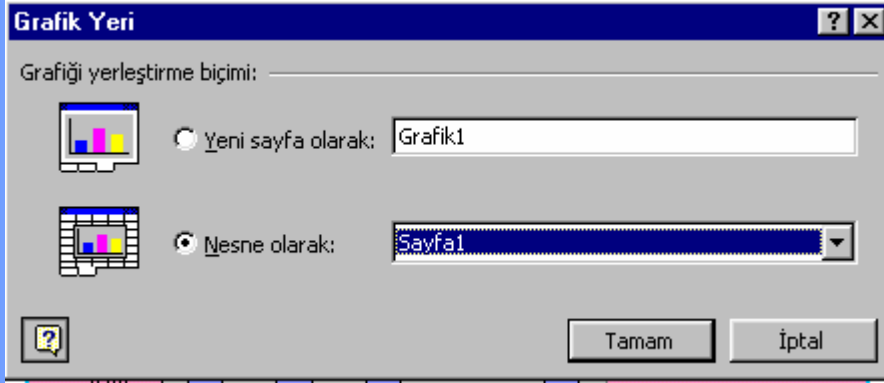 Grafik Yeri
Grafiği yerleştirme biçimi:
Yeni sayfa olarak: Grafik1
Nesne olarak: Sayfa1
Tamam İptal